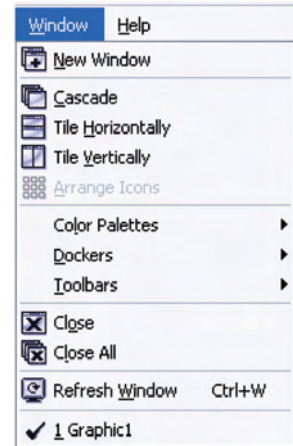 Window Help
New Window
Cascade
Tile Horizontally
Tile Vertically
Arrange Icons
Color Palettes
Dockers
Toolbars
Close
Close All
Refresh Window Ctrl+W
1 Graphic1